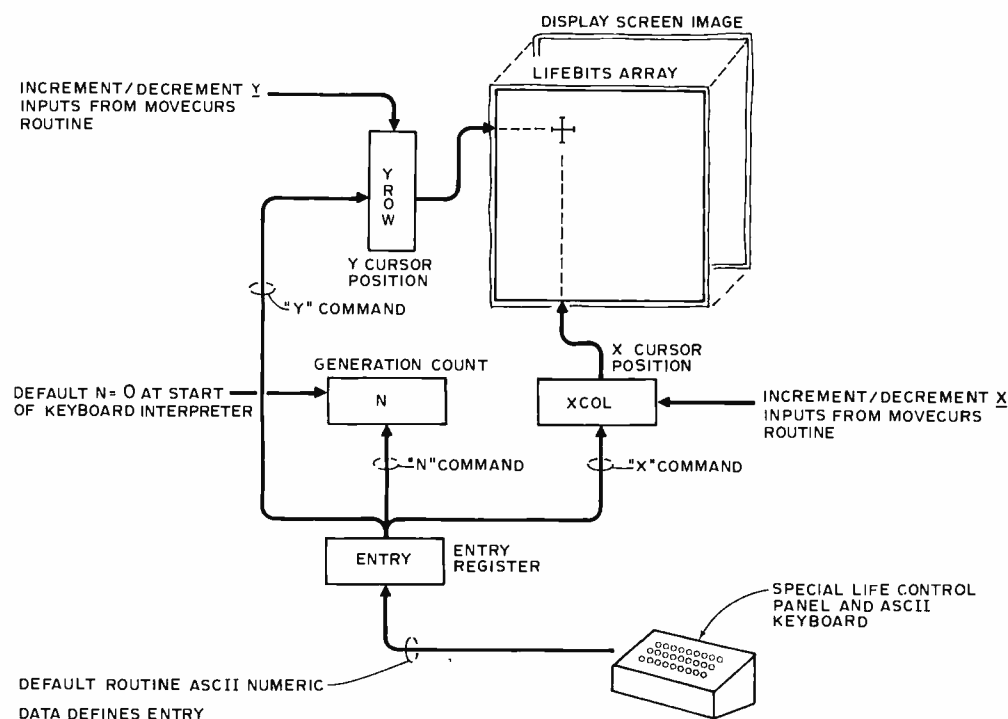 DISPLAY SCREEN IMAGE
LIFEBITS ARRAY
INCREMENT/DECREMENT Y
INPUTS FROM MOVECURS
ROUTINE
Y
R
O
W
Y CURSOR
POSITION
"Y" COMMAND
GENERATION COUNT
X CURSOR
POSITION
DEFAULT N=0 AT START
OF KEYBOARD INTERPRETER
N
XCOL
INCREMENT/DECREMENT X
INPUTS FROM MOVECURS
ROUTINE
"N" COMMAND
"X" COMMAND
ENTRY
ENTRY
REGISTER
SPECIAL LIFE CONTROL
PANEL AND ASCII
KEYBOARD
DEFAULT ROUTINE ASCII NUMERIC
DATA DEFINES ENTRY